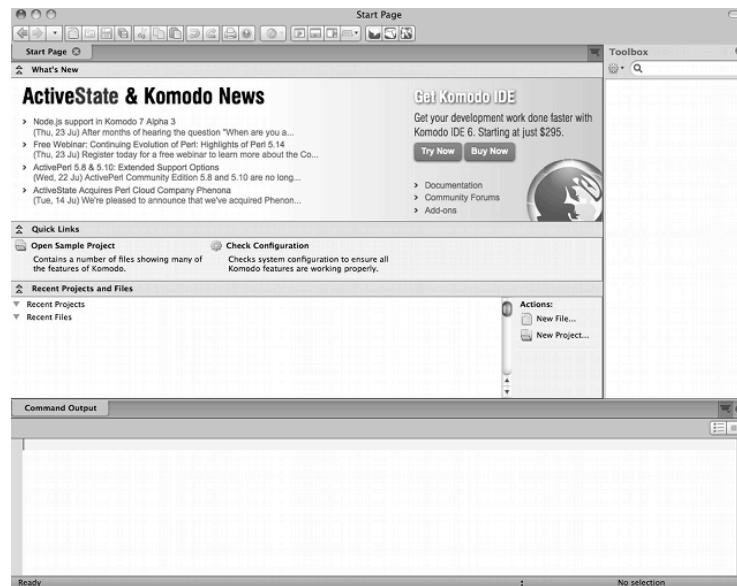 Start Page
Start Page
Toolbox
What's New
ActiveState & Komodo News
› Node.js support in Komodo 7 Alpha 3
(Thu, 23 Ju) After months of hearing the question "When are you a...
› Free Webinar: Continuing Evolution of Perl: Highlights of Perl 5.14
(Thu, 23 Ju) Register today for a free webinar to learn more about the Co...
› ActivePerl 5.8 & 5.10: Extended Support Options
(Wed, 22 Ju) ActivePerl Community Edition 5.8 and 5.10 are no long...
› ActiveState Acquires Perl Cloud Company Phenona
(Tue, 14 Ju) We're pleased to announce that we've acquired Phenon...
Get Komodo IDE
Get your development work done faster with
Komodo IDE 6. Starting at just $295.
Try Now Buy Now
› Documentation
› Community Forums
› Add-ons
Quick Links
Open Sample Project
Contains a number of files showing many of
the features of Komodo.
Check Configuration
Checks system configuration to ensure all
Komodo features are working properly.
Recent Projects and Files
Recent Projects
Recent Files
Actions:
New File...
New Project...
Command Output
Ready
No selection